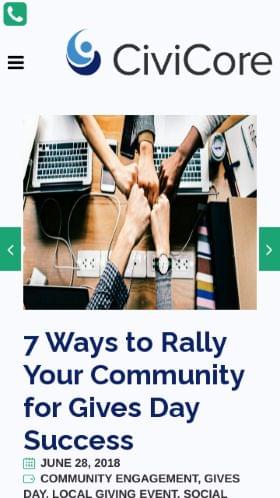 CiviCore
7 Ways to Rally
Your Community
for Gives Day
Success
JUNE 28, 2018
COMMUNITY ENGAGEMENT, GIVES
DAY, LOCAL GIVING EVENT, SOCIAL